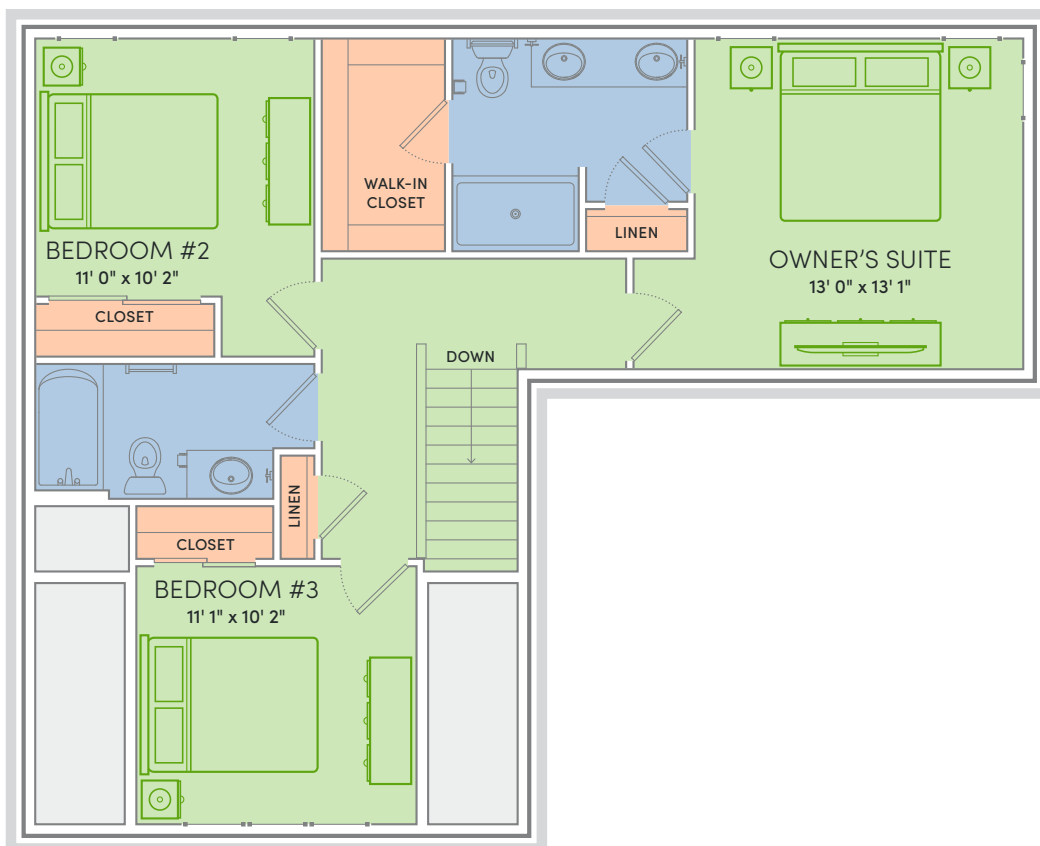 WALK-IN
CLOSET
LINEN
BEDROOM #2
11' 0" x 10' 2"
OWNER'S SUITE
13' 0" x 13' 1"
CLOSET
DOWN
LINEN
CLOSET
BEDROOM #3
11' 1" x 10' 2"